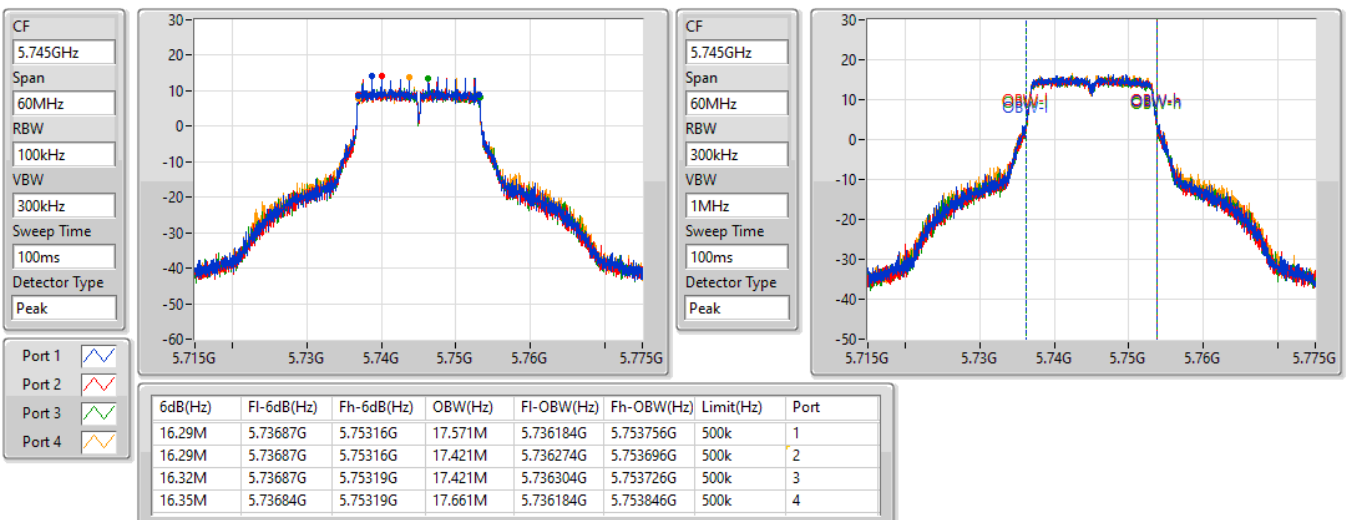 CF
5.745GHz
Span
60MHz
RBW
100kHz
VBW
300kHz
Sweep Time
100ms
Detector Type
Peak
30
20
10
0
-10
-20
-30
-40
-50
-60
5.715G 5.73G 5.74G 5.75G 5.76G 5.775G
CF
5.745GHz
Span
60MHz
RBW
300kHz
VBW
1MHz
Sweep Time
100ms
Detector Type
Peak
30
20
10
0
-10
-20
-30
-40
-50
OBW-l OBW-h
5.715G 5.73G 5.74G 5.75G 5.76G 5.775G
Port 1
Port 2
Port 3
Port 4
6dB(Hz) Fl-6dB(Hz) Fh-6dB(Hz) OBW(Hz) Fl-OBW(Hz) Fh-OBW(Hz) Limit(Hz) Port
16.29M 5.73687G 5.75316G 17.571M 5.736184G 5.753756G 500k 1
16.29M 5.73687G 5.75316G 17.421M 5.736274G 5.753696G 500k 2
16.32M 5.73687G 5.75319G 17.421M 5.736304G 5.753726G 500k 3
16.35M 5.73684G 5.75319G 17.661M 5.736184G 5.753846G 500k 4